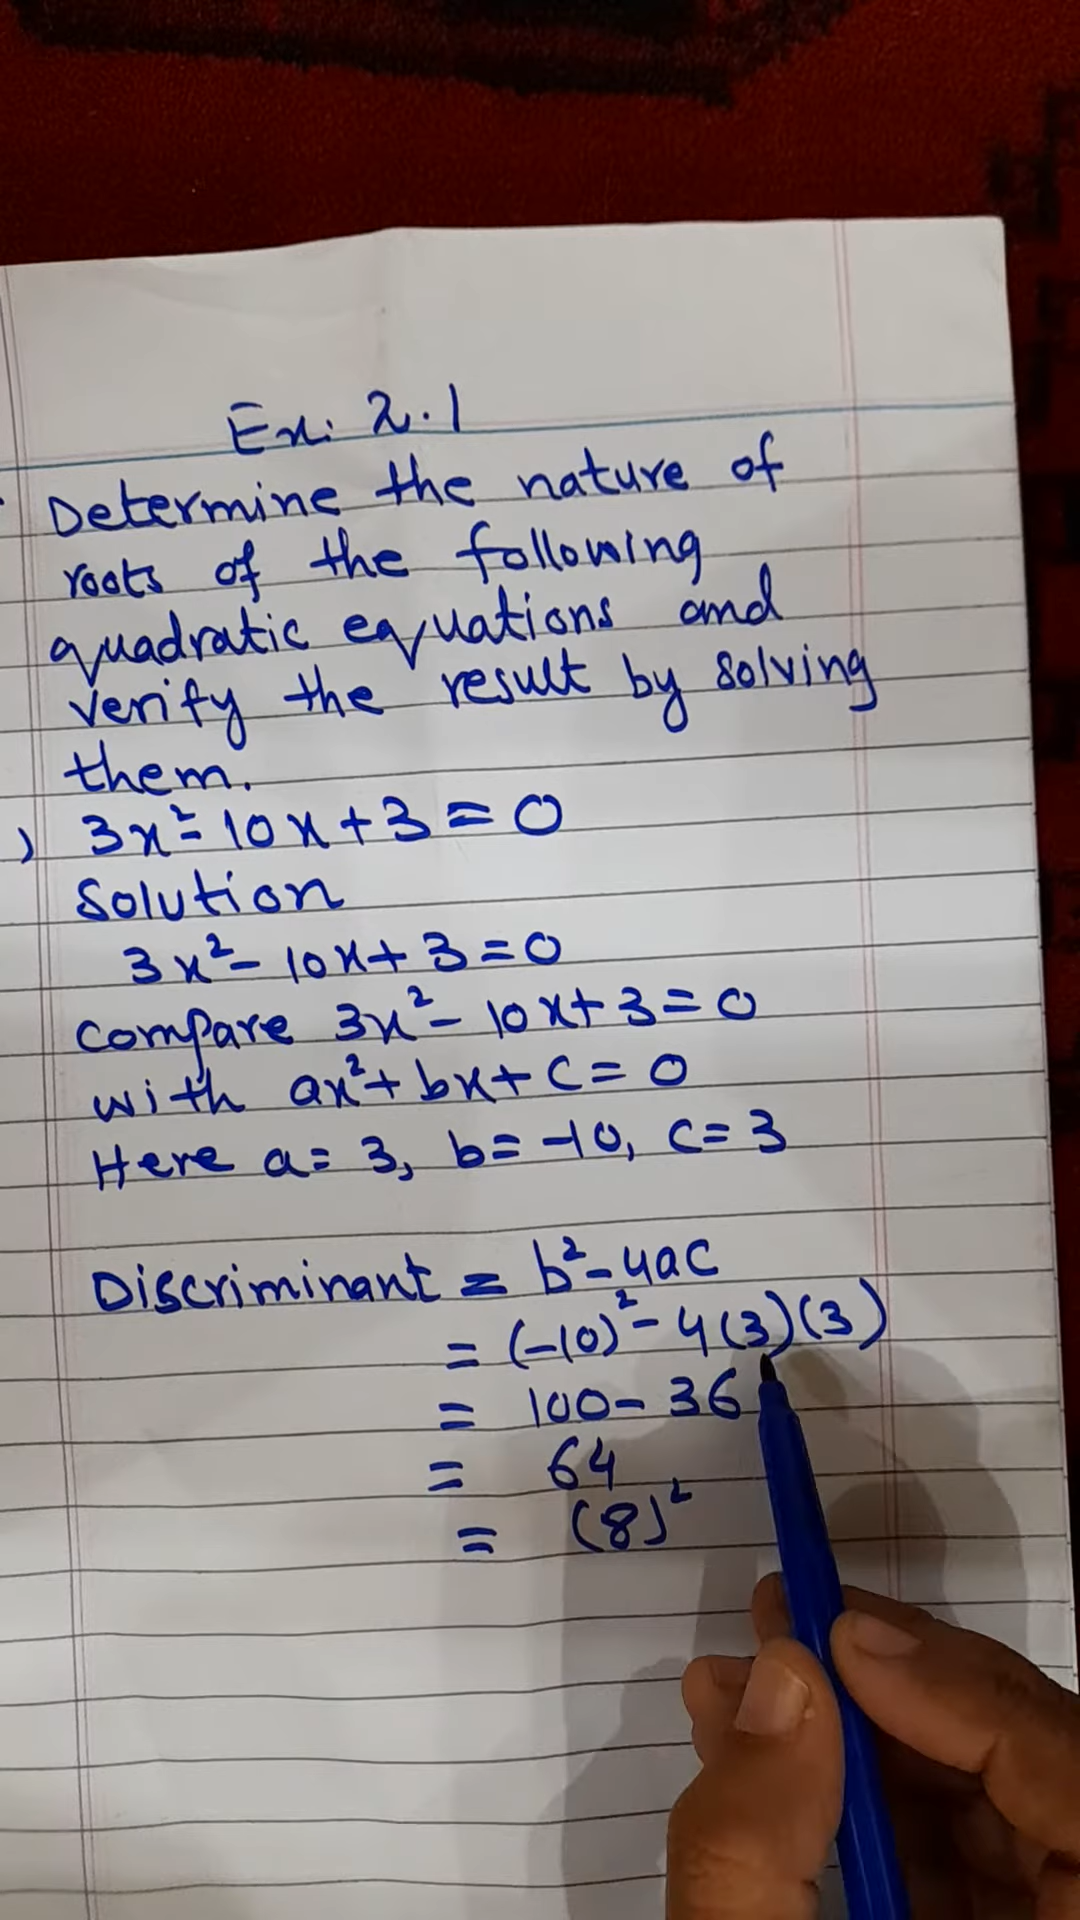 Ex: 2.1
Determine the nature of
roots of the following
quadratic equations and
verify the result by solving
them.
) 3x² - 10x + 3 = 0
Solution
3x² - 10x + 3 = 0
Compare 3x² - 10x + 3 = 0
with ax² + bx + c = 0
Here a = 3, b = -10, c = 3
Discriminant = b² - 4ac
= (-10)² - 4(3)(3)
= 100 - 36
= 64
= (8)²